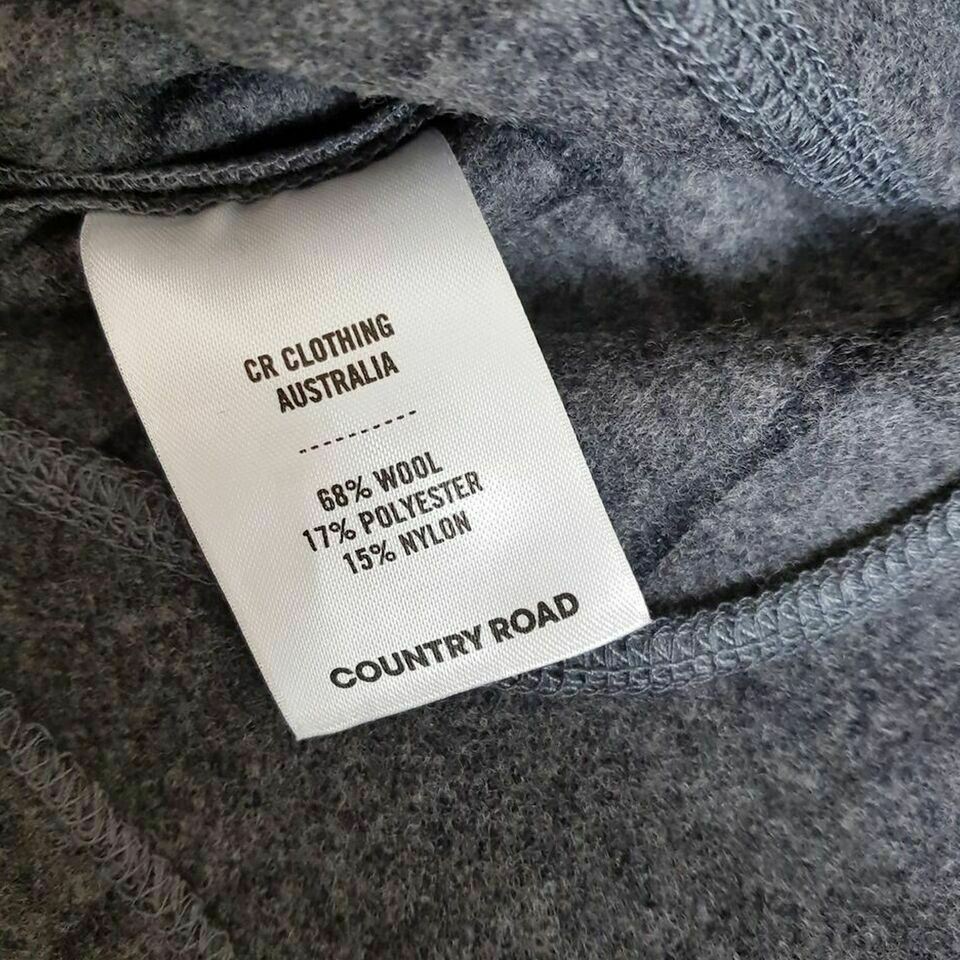 CR CLOTHING
AUSTRALIA
68% WOOL
17% POLYESTER
15% NYLON
COUNTRY ROAD